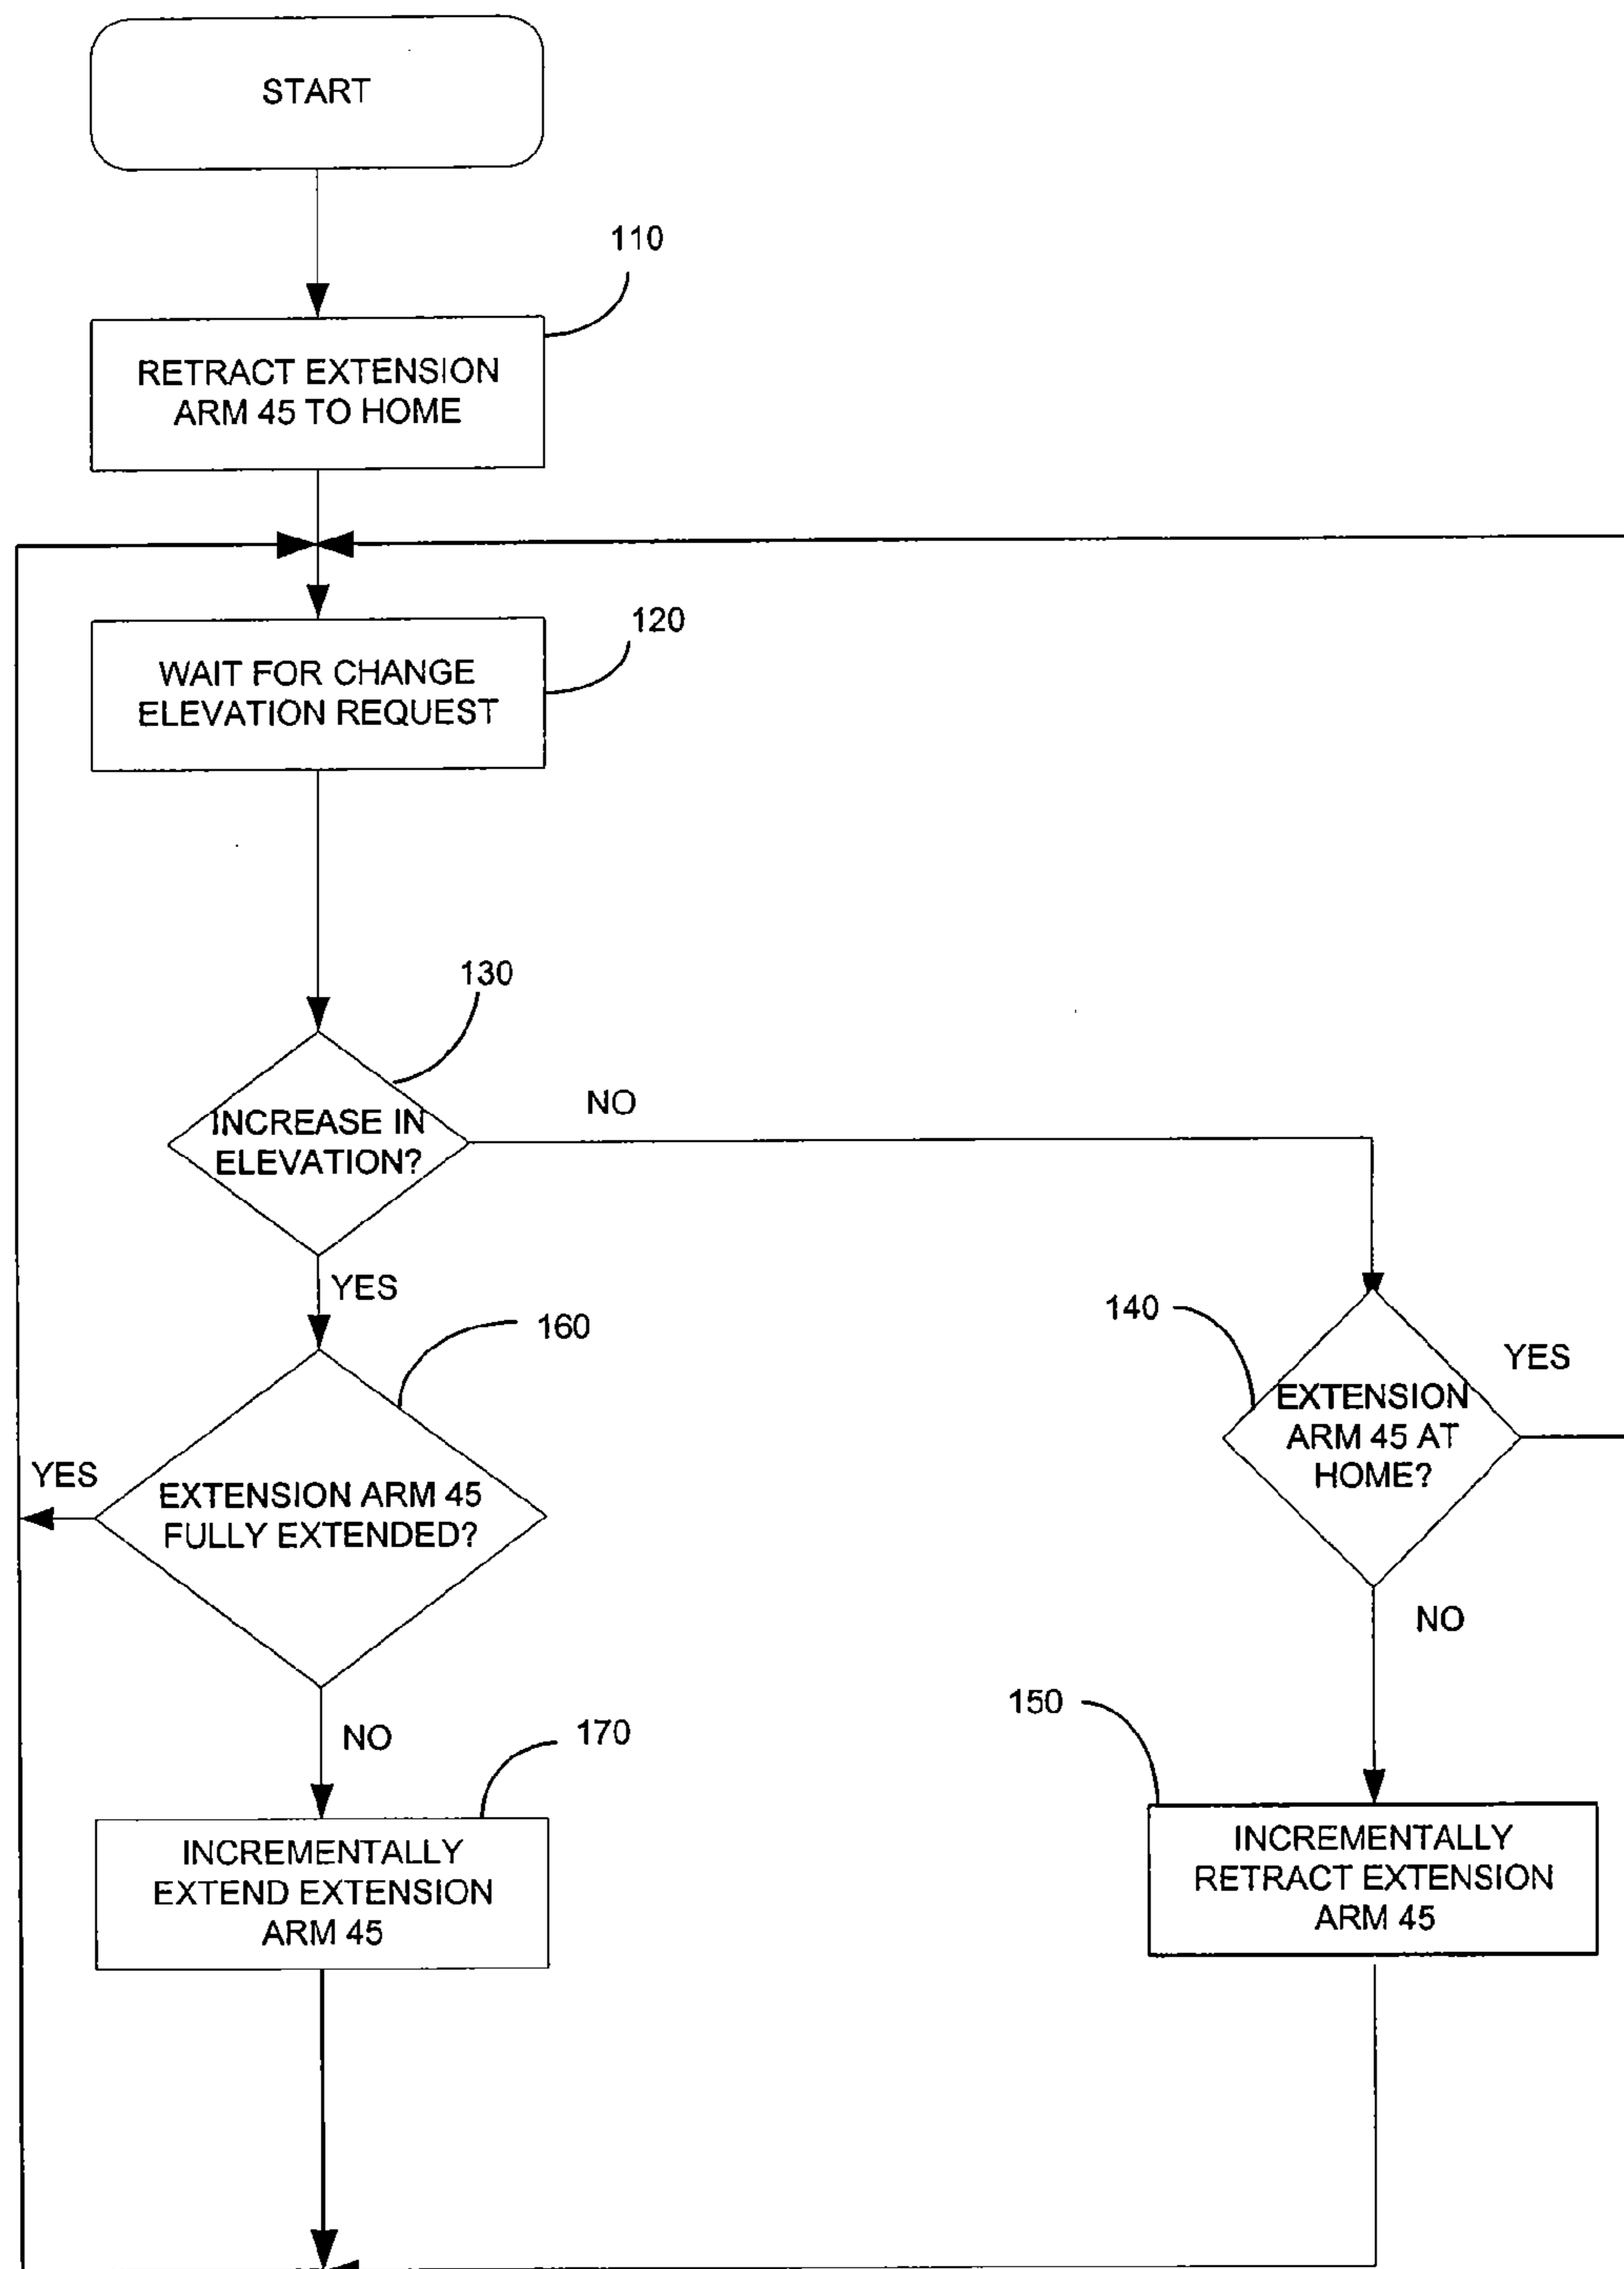 START
110
RETRACT EXTENSION
ARM 45 TO HOME
120
WAIT FOR CHANGE
ELEVATION REQUEST
130
INCREASE IN
ELEVATION?
NO
YES
160
140
YES
EXTENSION
ARM 45 AT
HOME?
YES
EXTENSION ARM 45
FULLY EXTENDED?
NO
NO
170
150
INCREMENTALLY
EXTEND EXTENSION
ARM 45
INCREMENTALLY
RETRACT EXTENSION
ARM 45